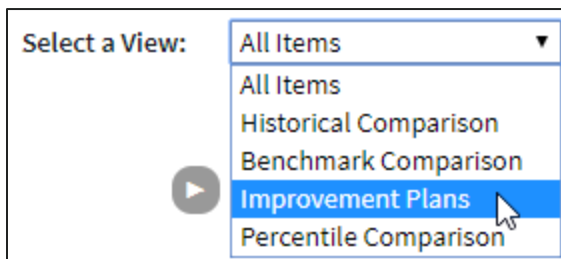 Select a View: All Items
All Items
Historical Comparison
Benchmark Comparison
Improvement Plans
Percentile Comparison